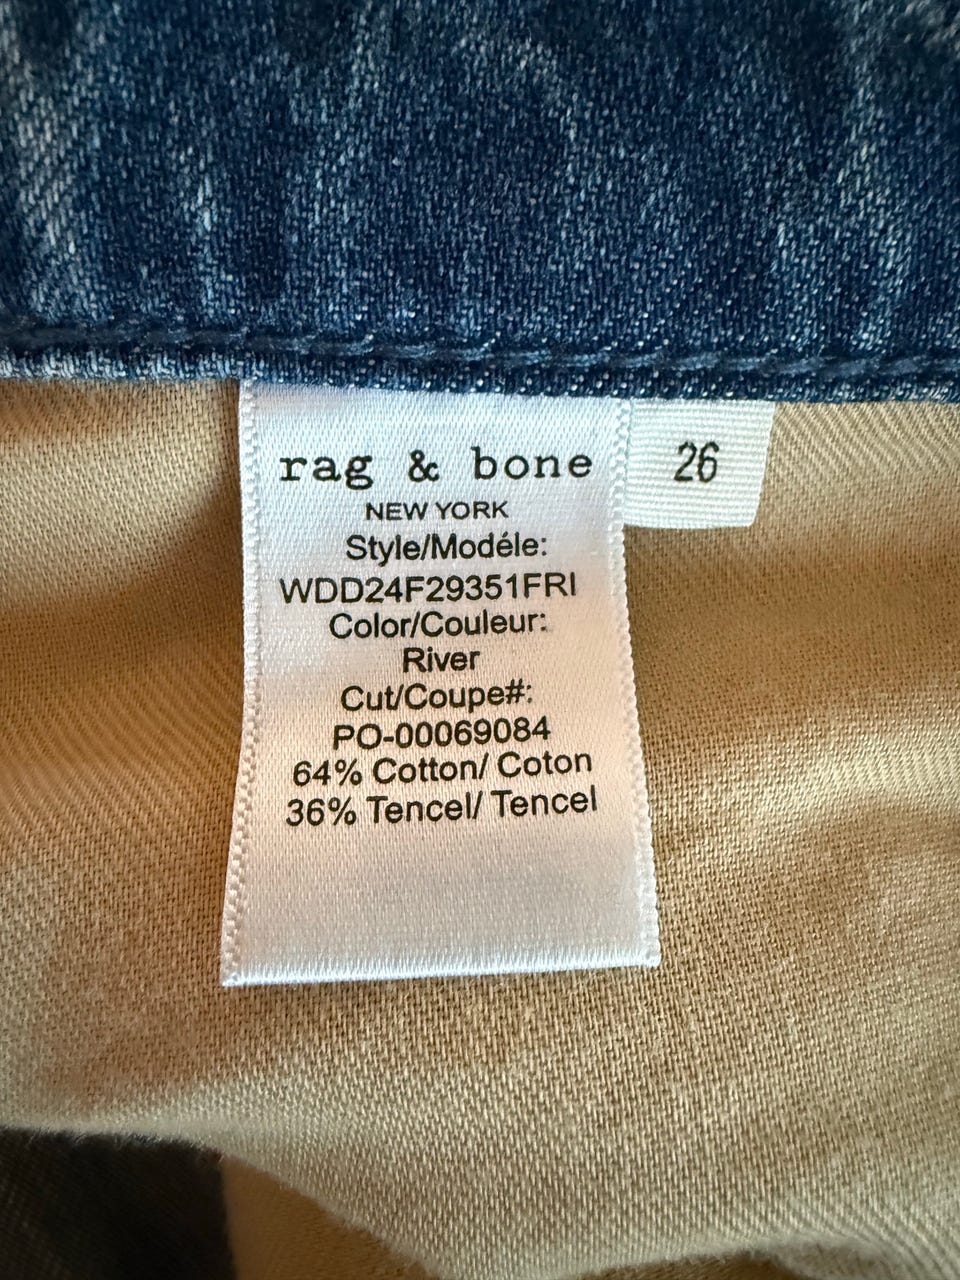 rag & bone
NEW YORK
Style/Modéle:
WDD24F29351FRI
Color/Couleur:
River
Cut/Coupe#:
PO-00069084
64% Cotton/ Coton
36% Tencel/ Tencel
26